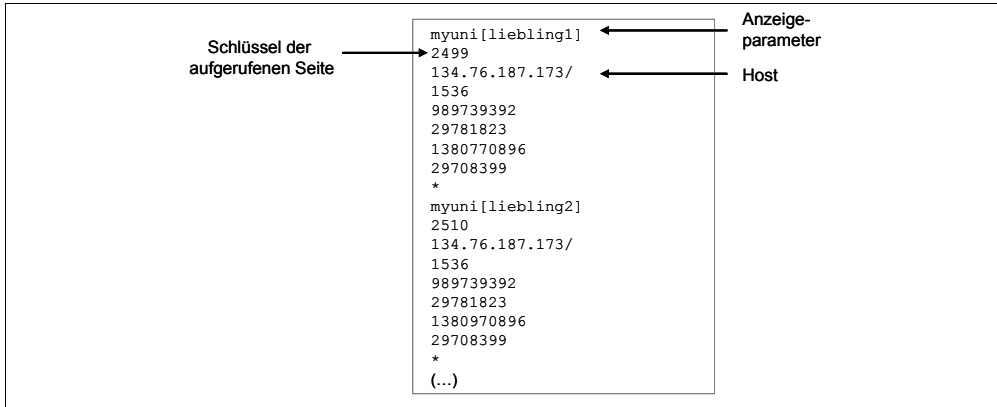 Schlüssel der
aufgerufenen Seite
myuni[liebling1]
2499
134.76.187.173/
1536
989739392
29781823
1380770896
29708399
*
myuni[liebling2]
2510
134.76.187.173/
1536
989739392
29781823
1380970896
29708399
*
(...)
Anzeige-
parameter
Host